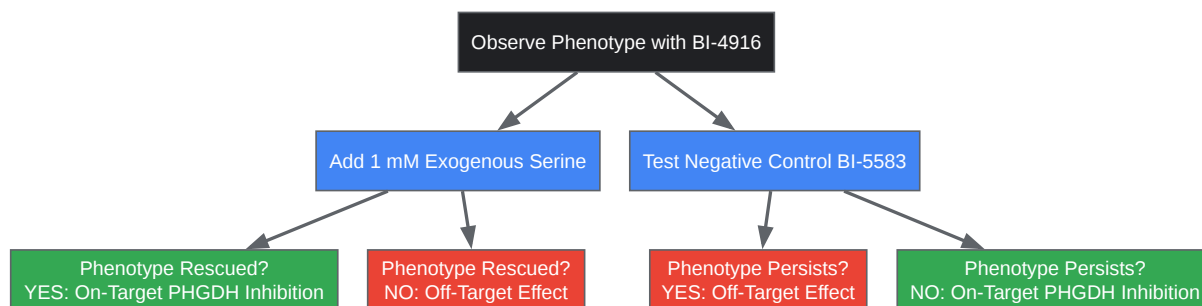 Observe Phenotype with BI-4916
Add 1 mM Exogenous Serine
Test Negative Control BI-5583
Phenotype Rescued?
YES: On-Target PHGDH Inhibition
Phenotype Rescued?
NO: Off-Target Effect
Phenotype Persists?
YES: Off-Target Effect
Phenotype Persists?
NO: On-Target PHGDH Inhibition